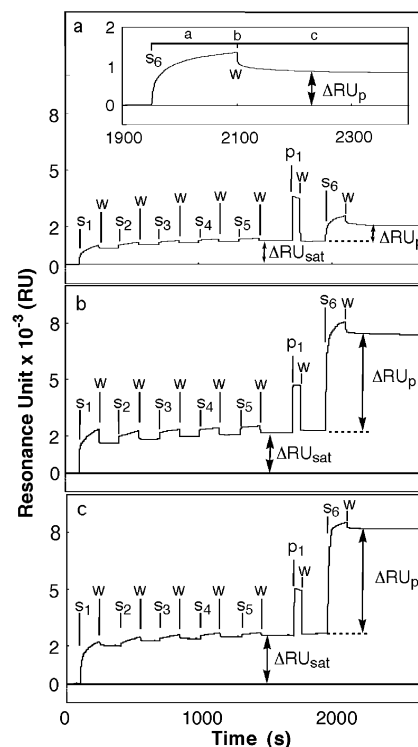 a
a b c
2
S6
w
1
ΔRUp
0
1900 2100 2300
8
5
p1 S6
w w
w w w w w
S1 S2 S3 S4 S5
2
ΔRUsat
ΔRUp
0
b
S6
w
8
p1
w
5
ΔRUp
w w w w w
S1 S2 S3 S4 S5
2
ΔRUsat
0
c
S6
w
8
p1
w
5
ΔRUp
w w w w w
S1 S2 S3 S4 S5
2
ΔRUsat
0
Resonance Unit x 10-3 (RU)
0 1000 2000
Time (s)